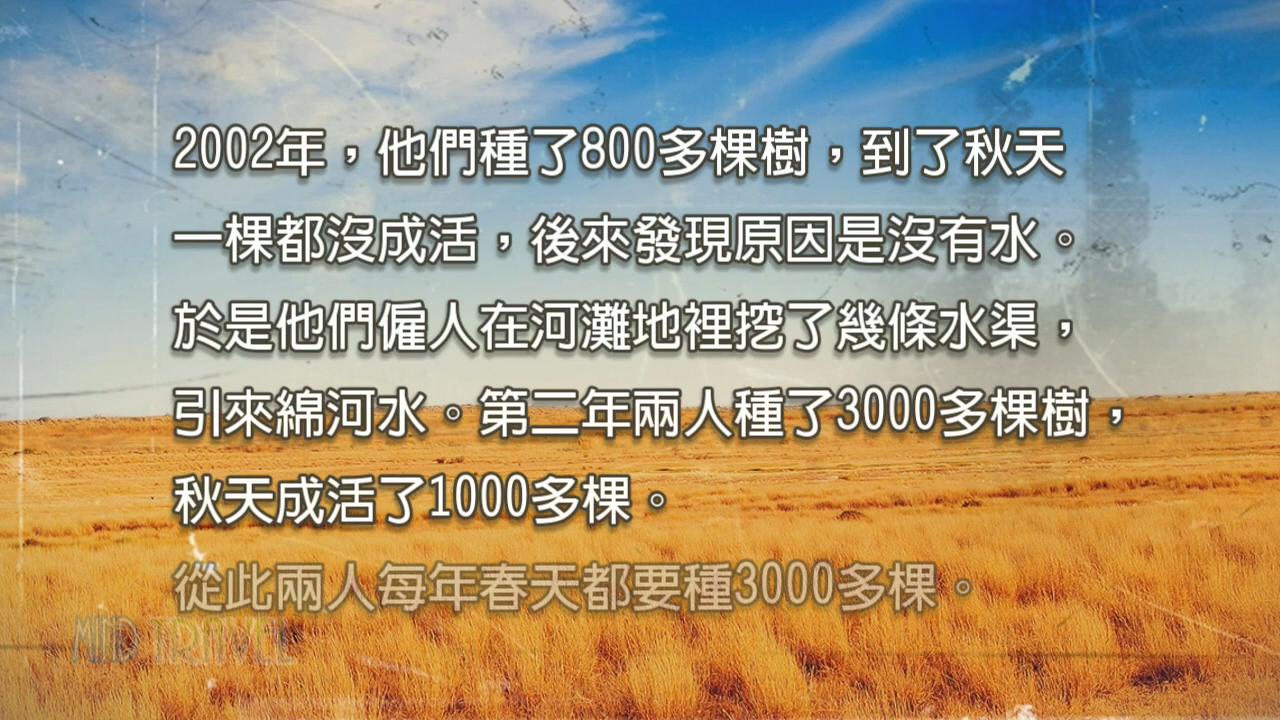 2002年，他們種了800多棵樹，到了秋天
一棵都沒成活，後來發現原因是沒有水。
於是他們僱人在河灘地裡挖了幾條水渠，
引來綿河水。第二年兩人種了3000多棵樹，
秋天成活了1000多棵。
從此兩人每年春天都要種3000多棵。
MIND TRAVEL